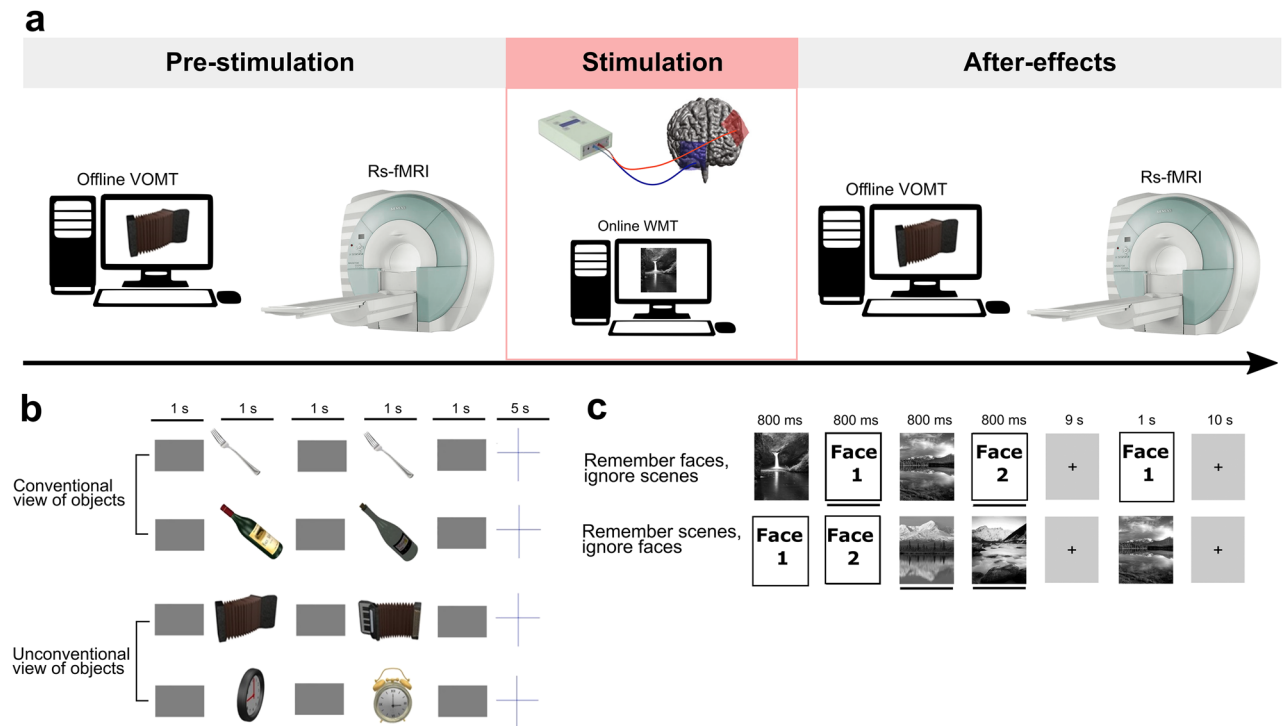 a
Pre-stimulation
Stimulation
After-effects
Offline VOMT
Rs-fMRI
Online WMT
Offline VOMT
Rs-fMRI
b
1 s 1 s 1 s 1 s 1 s 5 s
Conventional
view of objects
Unconventional
view of objects
c
800 ms 800 ms 800 ms 800 ms 9 s 1 s 10 s
Remember faces,
ignore scenes
Face
1
Face
2
+
Face
1
+
Remember scenes,
ignore faces
Face
1
Face
2
+
+